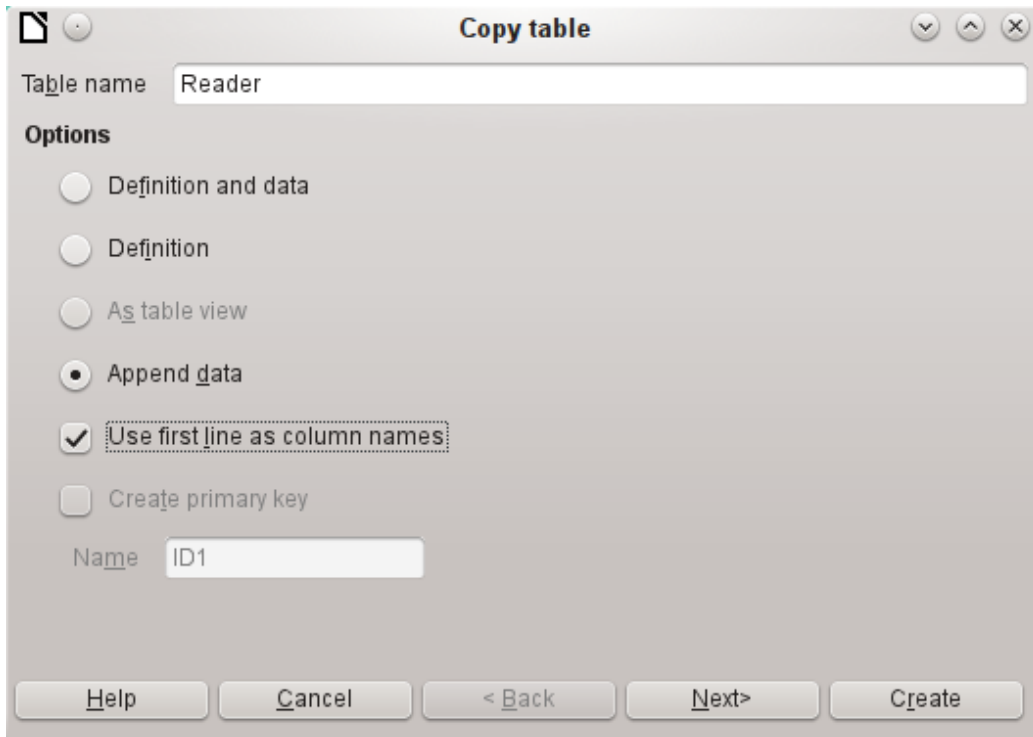 Copy table
Table name Reader
Options
Definition and data
Definition
As table view
Append data
Use first line as column names
Create primary key
Name ID1
Help Cancel < Back Next> Create